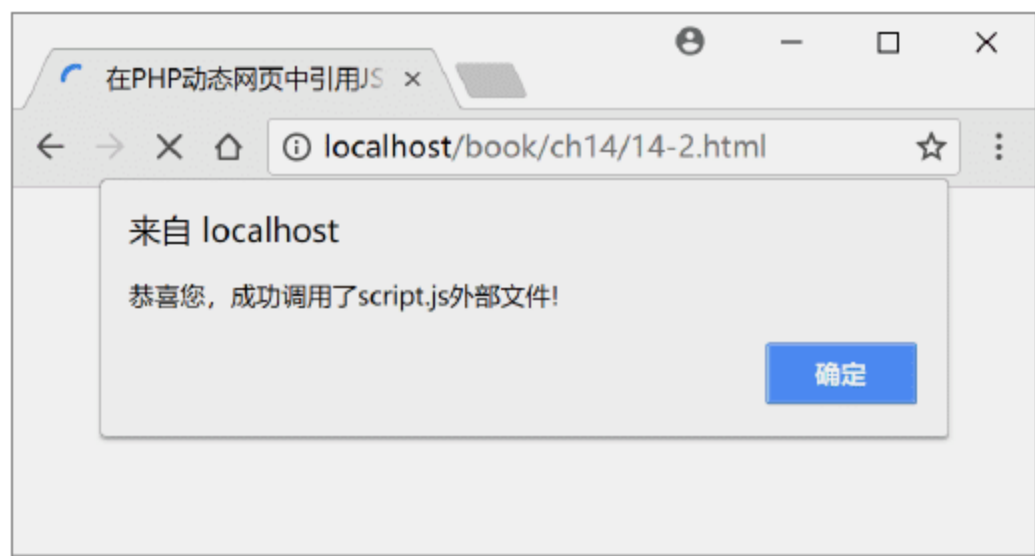 在PHP动态网页中引用JS
localhost/book/ch14/14-2.html
来自 localhost
恭喜您，成功调用了script.js外部文件!
确定